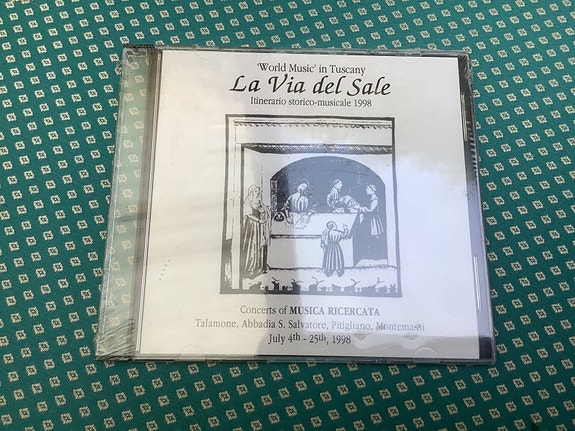 'World Music' in Tuscany
La Via del Sale
Itinerario storico-musicale 1998
Concerts of MUSICA RICERCATA
Talamone, Abbadia S. Salvatore, Pitigliano, Montemassi
July 4th - 25th, 1998